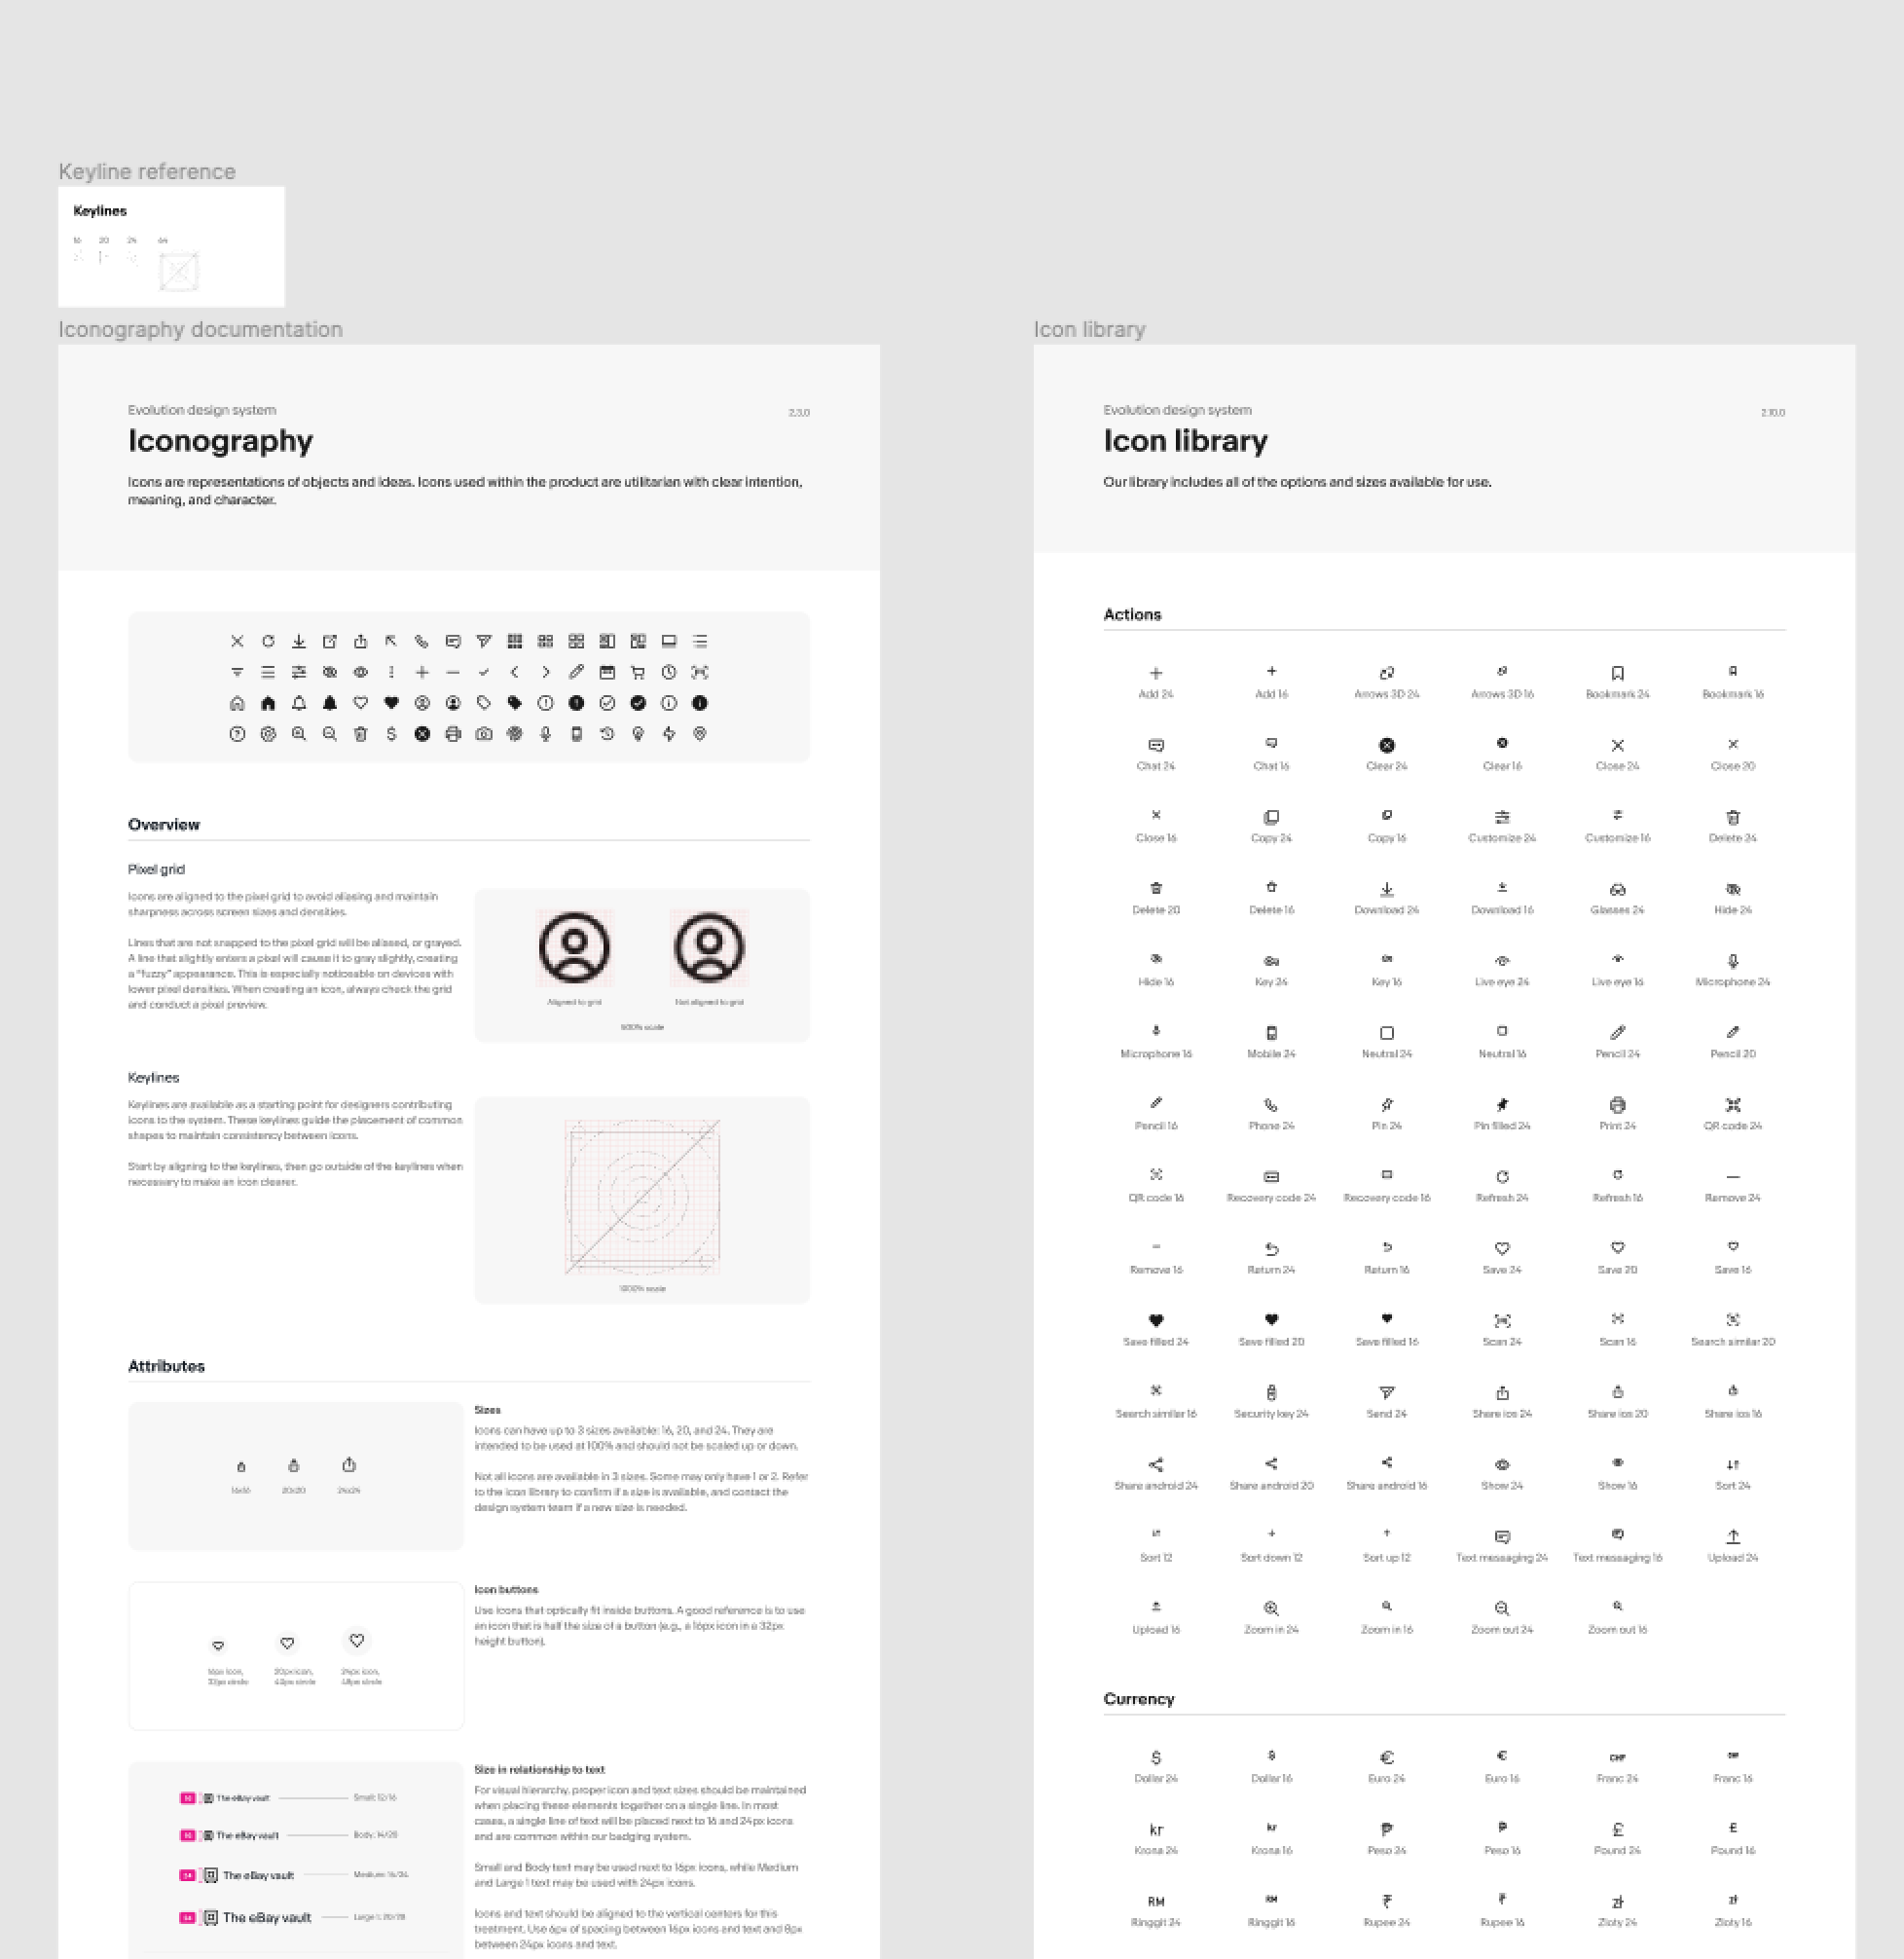 Keyline reference
Keylines
16 20 24 64
Iconography documentation
Evolution design system
2.3.0
Iconography
Icons are representations of objects and ideas. Icons used within the product are utilitarian with clear intention,
meaning, and character.
Overview
Pixel grid
Icons are aligned to the pixel grid to avoid aliasing and maintain
sharpness across screen sizes and densities.
Lines that are not snapped to the pixel grid will be aliased, or grayed.
A line that slightly enters a pixel will cause it to gray slightly, creating
a "fuzzy" appearance. This is especially noticeable on devices with
lower pixel densities. When creating an icon, always check the grid
and conduct a pixel preview.
Aligned to grid
Not aligned to grid
Keylines
Keylines are available as a starting point for designers contributing
icons to the system. These keylines guide the placement of common
shapes to maintain consistency between icons.
Start by aligning to the keylines, then go outside of the keylines when
necessary to make an icon clearer.
1000% scale
Attributes
16x16 20x20 24x24
Sizes
Icons can have up to 3 sizes available: 16, 20, and 24. They are
intended to be used at 100% and should not be scaled up or down.
Not all icons are available in 3 sizes. Some may only have 1 or 2. Refer
to the icon library to confirm if a size is available, and contact the
design system team if a new size is needed.
16px icon, 20px icon, 24px icon,
32px circle 40px circle 48px circle
Icon buttons
Use icons that optically fit inside buttons. A good reference is to use
an icon that is half the size of a button (e.g., a 16px icon in a 32px
height button).
16 The eBay vault Small: 12/16
16 The eBay vault Body: 14/20
24 The eBay vault Medium: 16/24
24 The eBay vault Large 1: 20/28
Size in relationship to text
For visual hierarchy, proper icon and text sizes should be maintained
when placing these elements together on a single line. In most
cases, a single line of text will be placed next to 16 and 24px icons
and are common within our badging system.
Small and Body text may be used next to 16px icons, while Medium
and Large 1 text may be used with 24px icons.
Icons and text should be aligned to the vertical centers for this
treatment. Use 6px of spacing between 16px icons and text and 8px
between 24px icons and text.
Icon library
Evolution design system
2.10.0
Icon library
Our library includes all of the options and sizes available for use.
Actions
Add 24 Add 16 Arrows 3D 24 Arrows 3D 16 Bookmark 24 Bookmark 16
Chat 24 Chat 16 Clear 24 Clear 16 Close 24 Close 20
Close 16 Copy 24 Copy 16 Customize 24 Customize 16 Delete 24
Delete 20 Delete 16 Download 24 Download 16 Glasses 24 Hide 24
Hide 16 Key 24 Key 16 Live eye 24 Live eye 16 Microphone 24
Microphone 16 Mobile 24 Neutral 24 Neutral 16 Pencil 24 Pencil 20
Pencil 16 Phone 24 Pin 24 Pin filled 24 Print 24 QR code 24
QR code 16 Recovery code 24 Recovery code 16 Refresh 24 Refresh 16 Remove 24
Remove 16 Return 24 Return 16 Save 24 Save 20 Save 16
Save filled 24 Save filled 20 Save filled 16 Scan 24 Scan 16 Search similar 20
Search similar 16 Security key 24 Send 24 Share ios 24 Share ios 20 Share ios 16
Share android 24 Share android 20 Share android 16 Show 24 Show 16 Sort 24
Sort 12 Sort down 12 Sort up 12 Text messaging 24 Text messaging 16 Upload 24
Upload 16 Zoom in 24 Zoom in 16 Zoom out 24 Zoom out 16
Currency
$ $ € € CHF CHF
Dollar 24 Dollar 16 Euro 24 Euro 16 Franc 24 Franc 16
kr kr ₱ ₱ £ £
Krona 24 Krona 16 Peso 24 Peso 16 Pound 24 Pound 16
RM RM ₹ ₹ zł zł
Ringgit 24 Ringgit 16 Rupee 24 Rupee 16 Zloty 24 Zloty 16